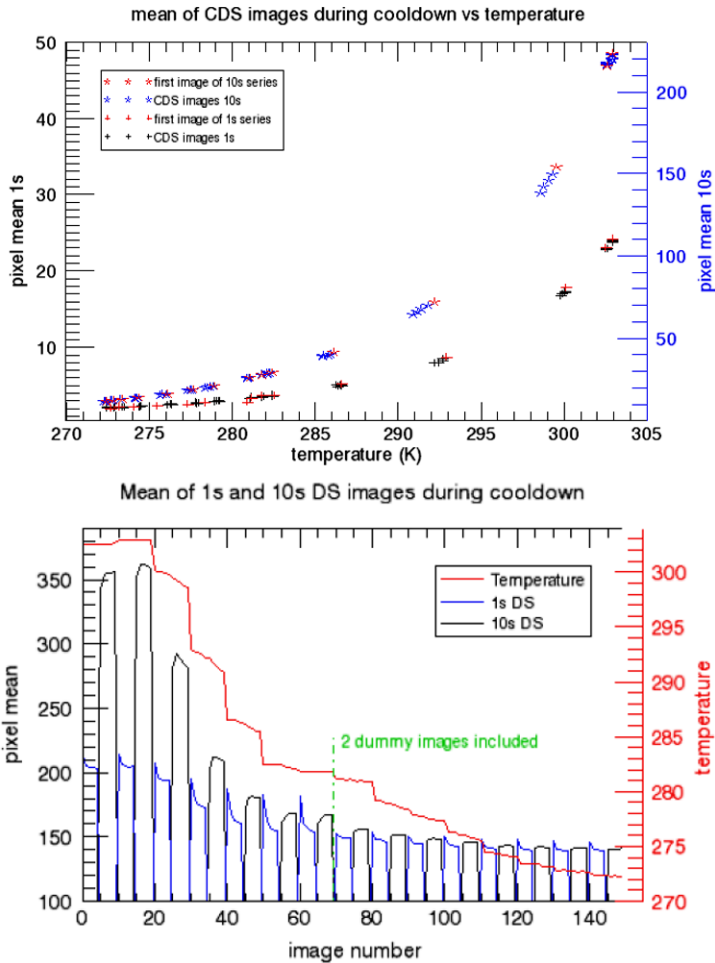 mean of CDS images during cooldown vs temperature
50
40
30
20
10
pixel mean 1s
first image of 10s series
CDS images 10s
first image of 1s series
CDS images 1s
200
150
100
50
pixel mean 10s
270 275 280 285 290 295 300 305
temperature (K)
Mean of 1s and 10s DS images during cooldown
350
300
250
200
150
100
pixel mean
Temperature
1s DS
10s DS
2 dummy images included
300
295
290
285
280
275
270
temperature
0 20 40 60 80 100 120 140
image number